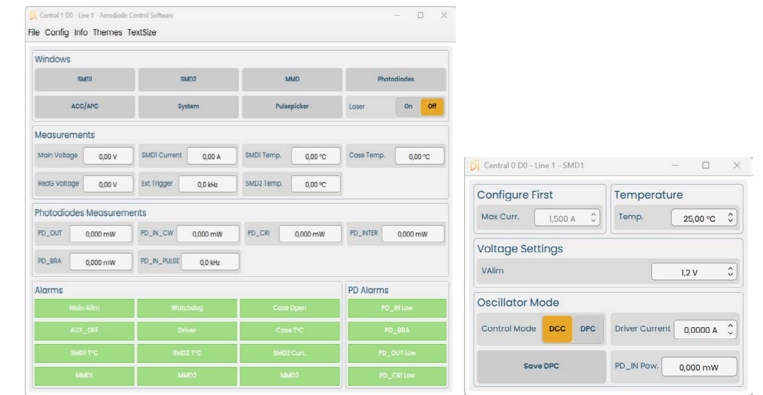 Central 1 D0 - Line 1 - Aerodiode Control Software
File Config Info Themes TextSize
Windows
SMD1 SMD2 MMD Photodiodes
ACC/APC System Pulsepicker Laser On Off
Measurements
Main Voltage 0,00 V SMD1 Current 0,00 A SMD1 Temp. 0,00 °C Case Temp. 0,00 °C
RedG Voltage 0,00 V Ext Trigger 0,0 kHz SMD2 Temp. 0,00 °C
Photodiodes Measurements
PD_OUT 0,000 mW PD_IN_CW 0,000 mW PD_CRI 0,000 mW PD_INTER 0,000 mW
PD_BRA 0,000 mW PD_IN_PULSE 0,0 kHz
Alarms PD Alarms
Main Alim Watchdog Case Open PD_IN Low
AUX_OFF Driver Case T°C PD_BRA
SMD1 T°C SMD2 T°C SMD2 Curr. PD_OUT Low
MMD1 MMD2 MMD3 PD_CRI Low
Central 0 D0 - Line 1 - SMD1
Configure First Temperature
Max Curr. 1,500 A Temp. 25,00 °C
Voltage Settings
VAlim 1,2 V
Oscillator Mode
Control Mode DCC DPC Driver Current 0,0000 A
Save DPC PD_IN Pow. 0,000 mW